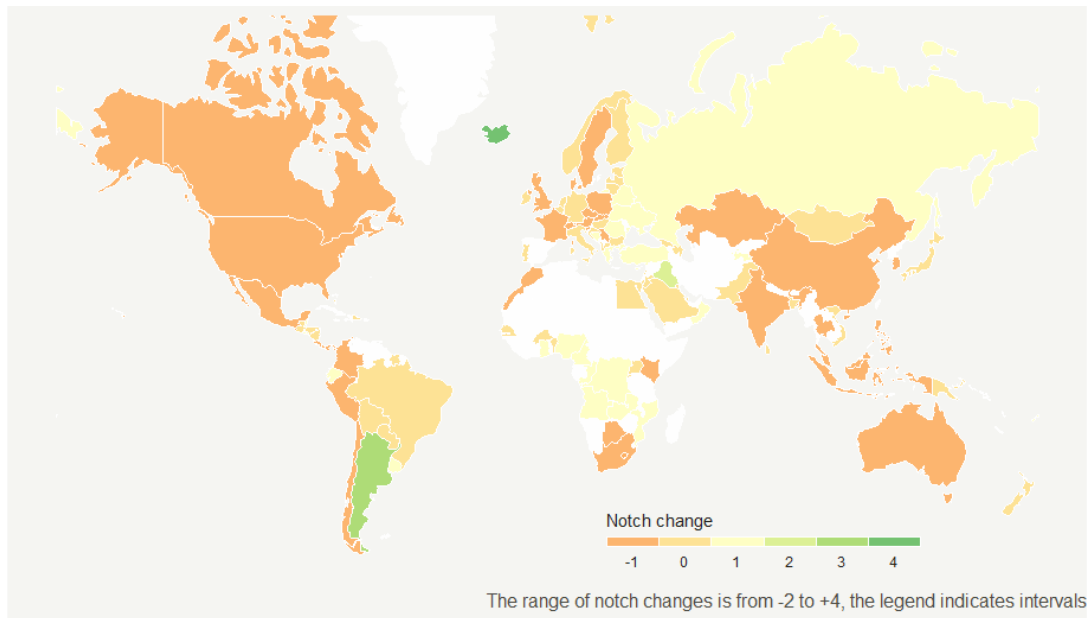 Notch change
-1 0 1 2 3 4
The range of notch changes is from -2 to +4, the legend indicates intervals